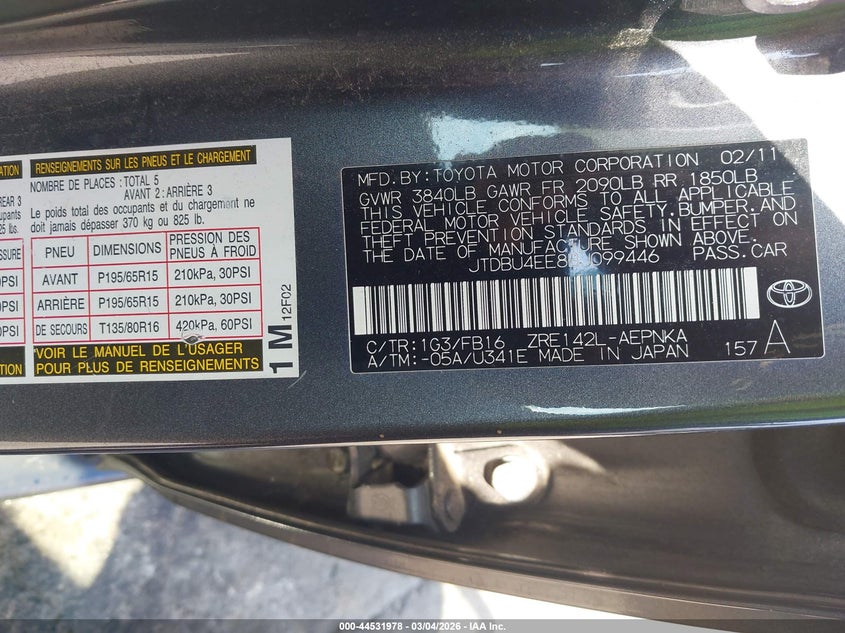 RENSEIGNEMENTS SUR LES PNEUS ET LE CHARGEMENT
NOMBRE DE PLACES : TOTAL 5
AVANT 2 : ARRIÈRE 3
Le poids total des occupants et du chargement ne
doit jamais dépasser 370 kg ou 825 lb.
PNEU DIMENSIONS PRESSION DES PNEUS À FROID
AVANT P195/65R15 210kPa, 30PSI
ARRIÈRE P195/65R15 210kPa, 30PSI
DE SECOURS T135/80R16 420kPa, 60PSI
*VOIR LE MANUEL DE L'USAGER
POUR PLUS DE RENSEIGNEMENTS
1 M 12F02
MFD. BY: TOYOTA MOTOR CORPORATION 02/11
GVWR 3840LB GAWR FR 2090LB RR 1850LB
THIS VEHICLE CONFORMS TO ALL APPLICABLE
FEDERAL MOTOR VEHICLE SAFETY, BUMPER, AND
THEFT PREVENTION STANDARDS IN EFFECT ON
THE DATE OF MANUFACTURE SHOWN ABOVE.
JTDBU4EE8BJ099446 PASS. CAR
C/TR: 1G3/FB16 ZRE142L-AEPNKA
A/TM: -05A/U341E MADE IN JAPAN 157 A
000-44531978 - 03/04/2026 - IAA Inc.